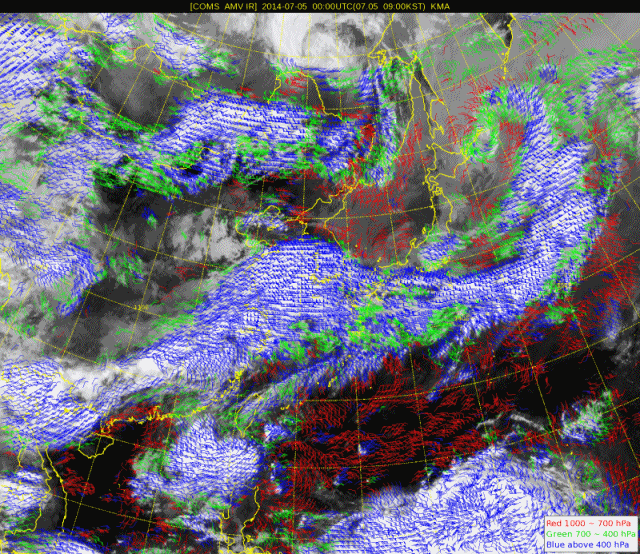 [COMS AMV IR] 2014-07-05 00:00UTC(07.05 09:00KST) KMA
Red 1000 ~ 700 hPa
Green 700 ~ 400 hPa
Blue above 400 hPa